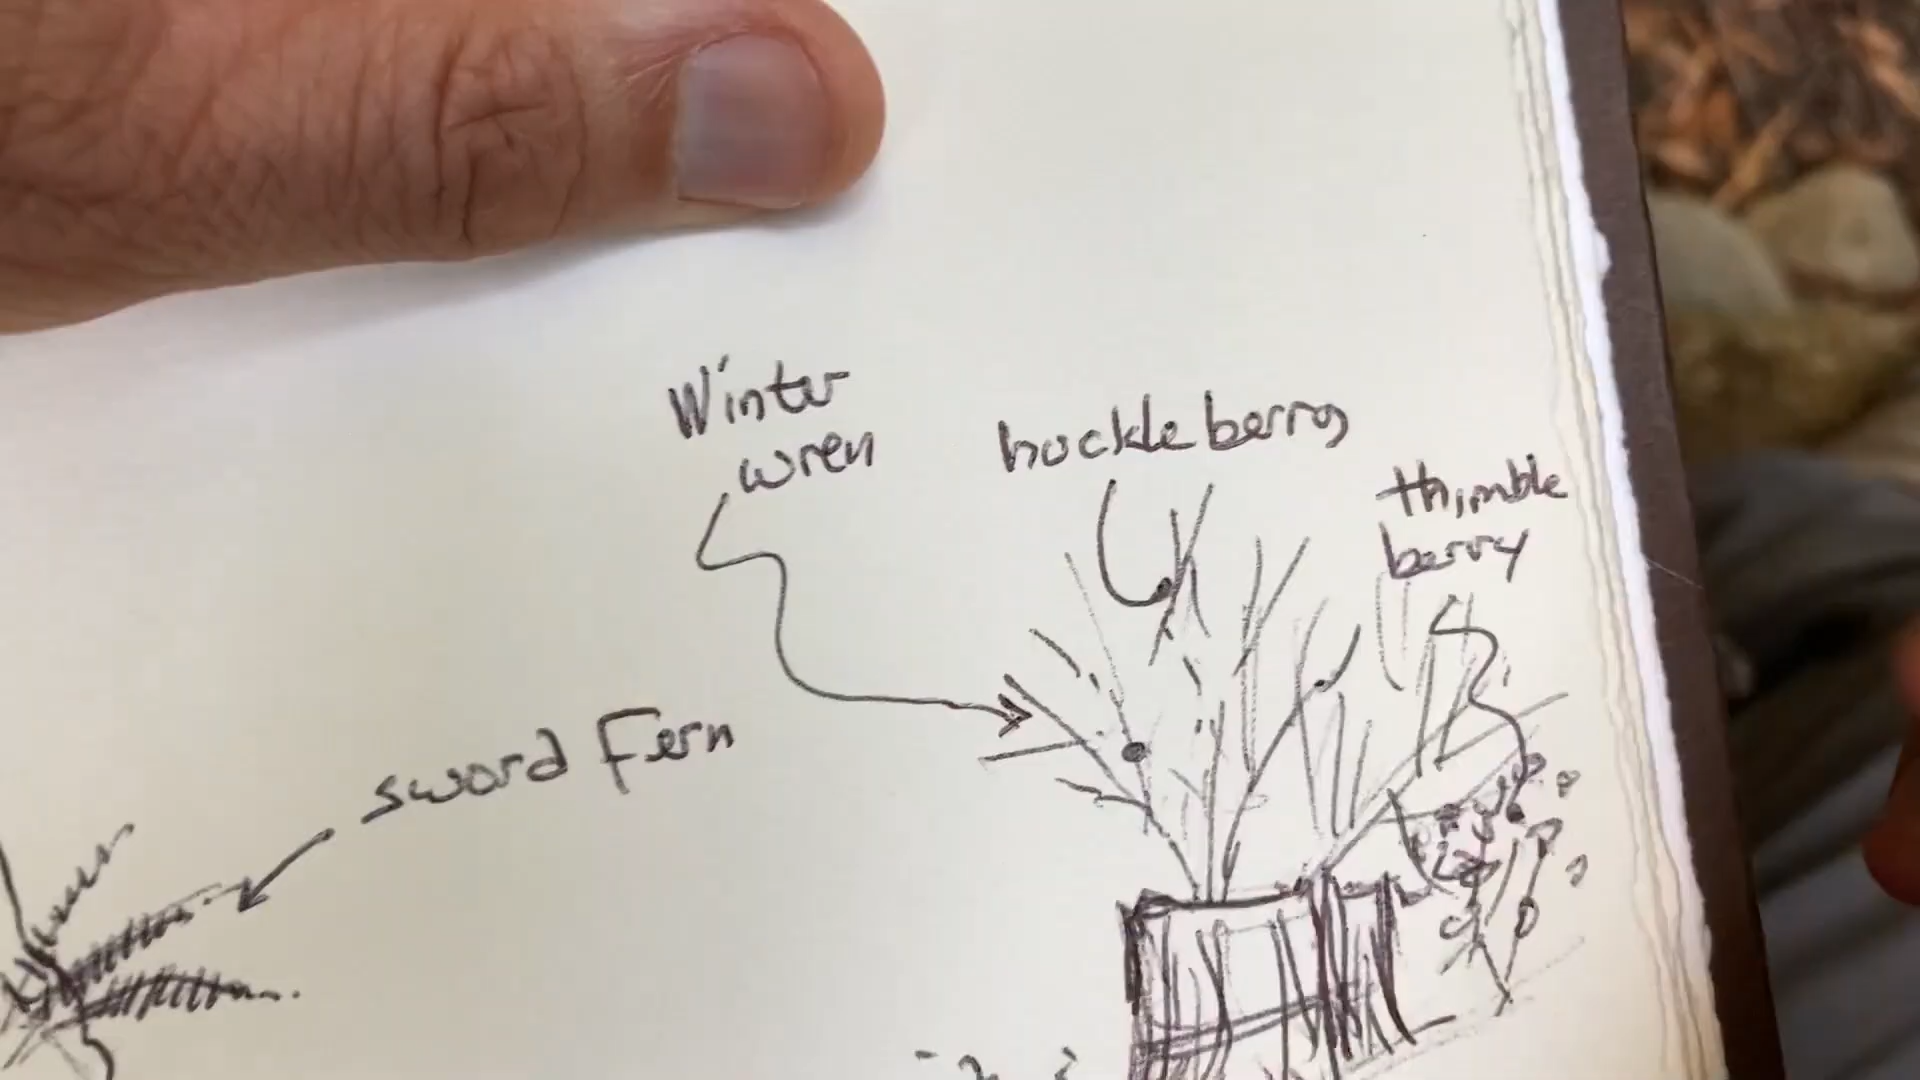 Winter
wren
huckleberry
thimble
berry
sword Fern